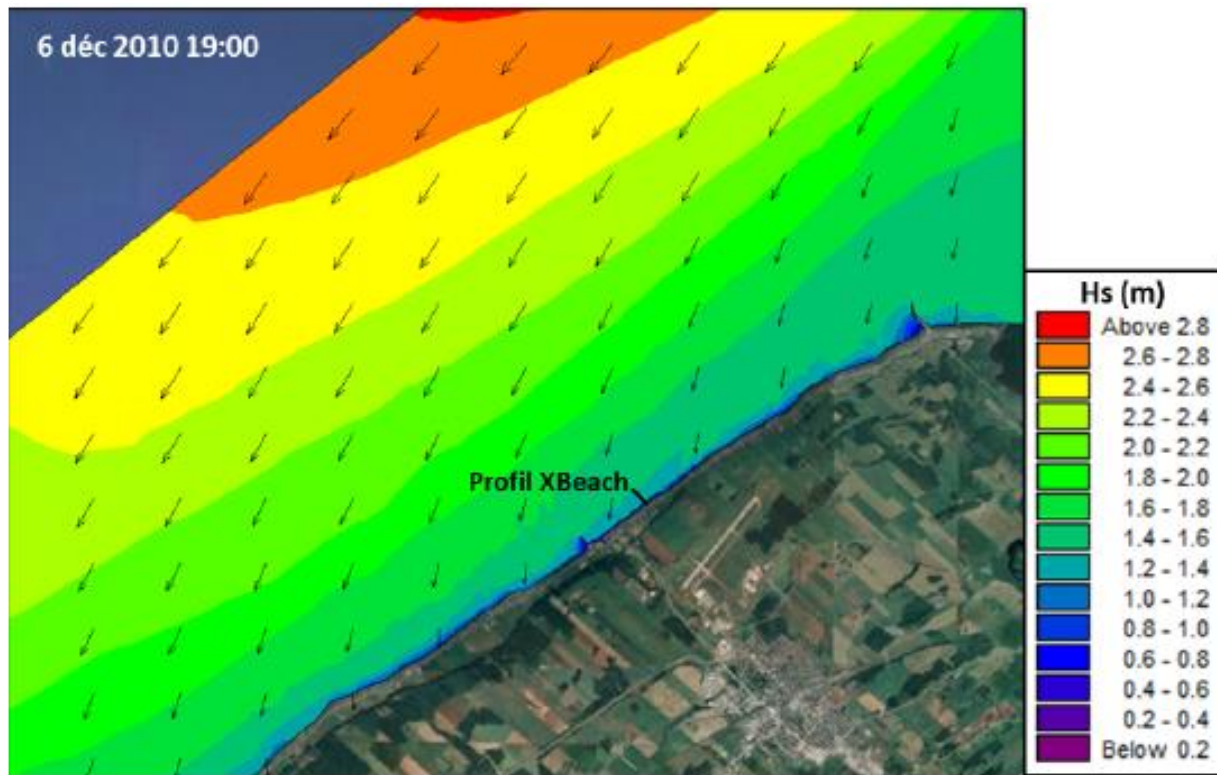 6 déc 2010 19:00
Profil XBeach
Hs (m)
Above 2.8
2.6 - 2.8
2.4 - 2.6
2.2 - 2.4
2.0 - 2.2
1.8 - 2.0
1.6 - 1.8
1.4 - 1.6
1.2 - 1.4
1.0 - 1.2
0.8 - 1.0
0.6 - 0.8
0.4 - 0.6
0.2 - 0.4
Below 0.2